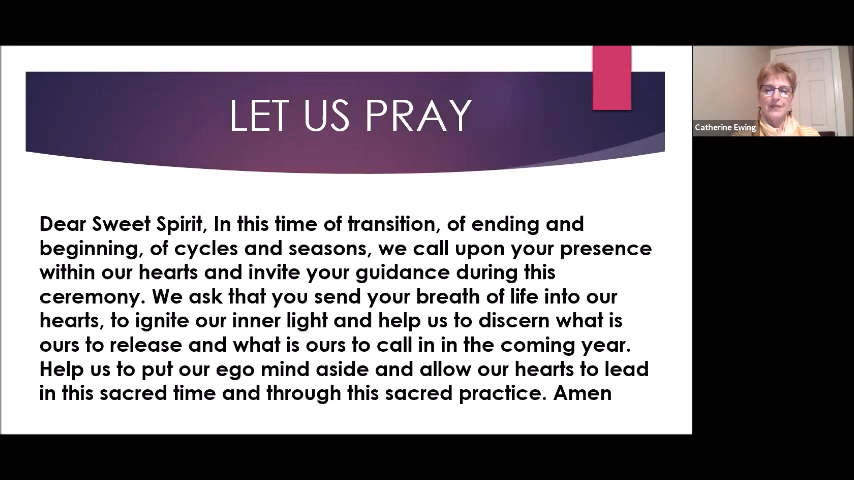 LET US PRAY
Catherine Ewing
Dear Sweet Spirit, In this time of transition, of ending and
beginning, of cycles and seasons, we call upon your presence
within our hearts and invite your guidance during this
ceremony. We ask that you send your breath of life into our
hearts, to ignite our inner light and help us to discern what is
ours to release and what is ours to call in in the coming year.
Help us to put our ego mind aside and allow our hearts to lead
in this sacred time and through this sacred practice. Amen